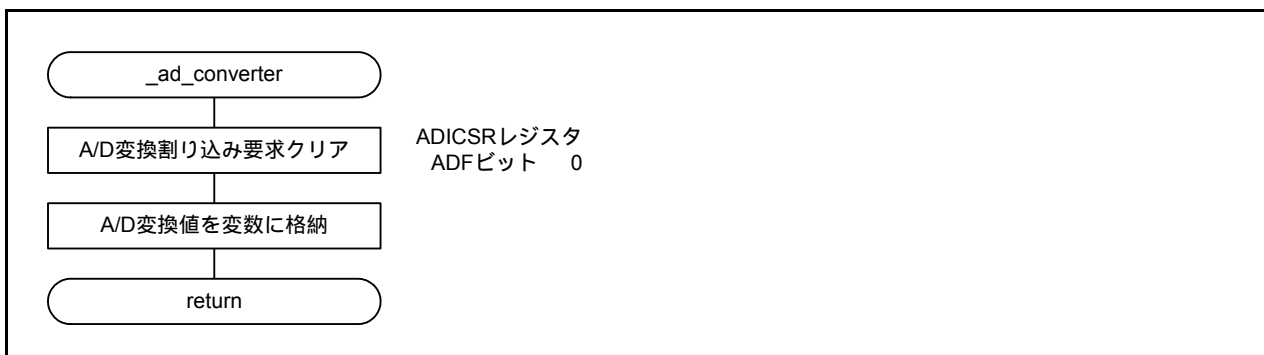 _ad_converter
A/D変換割り込み要求クリア
ADICSRレジスタ
ADFビット 0
A/D変換値を変数に格納
return